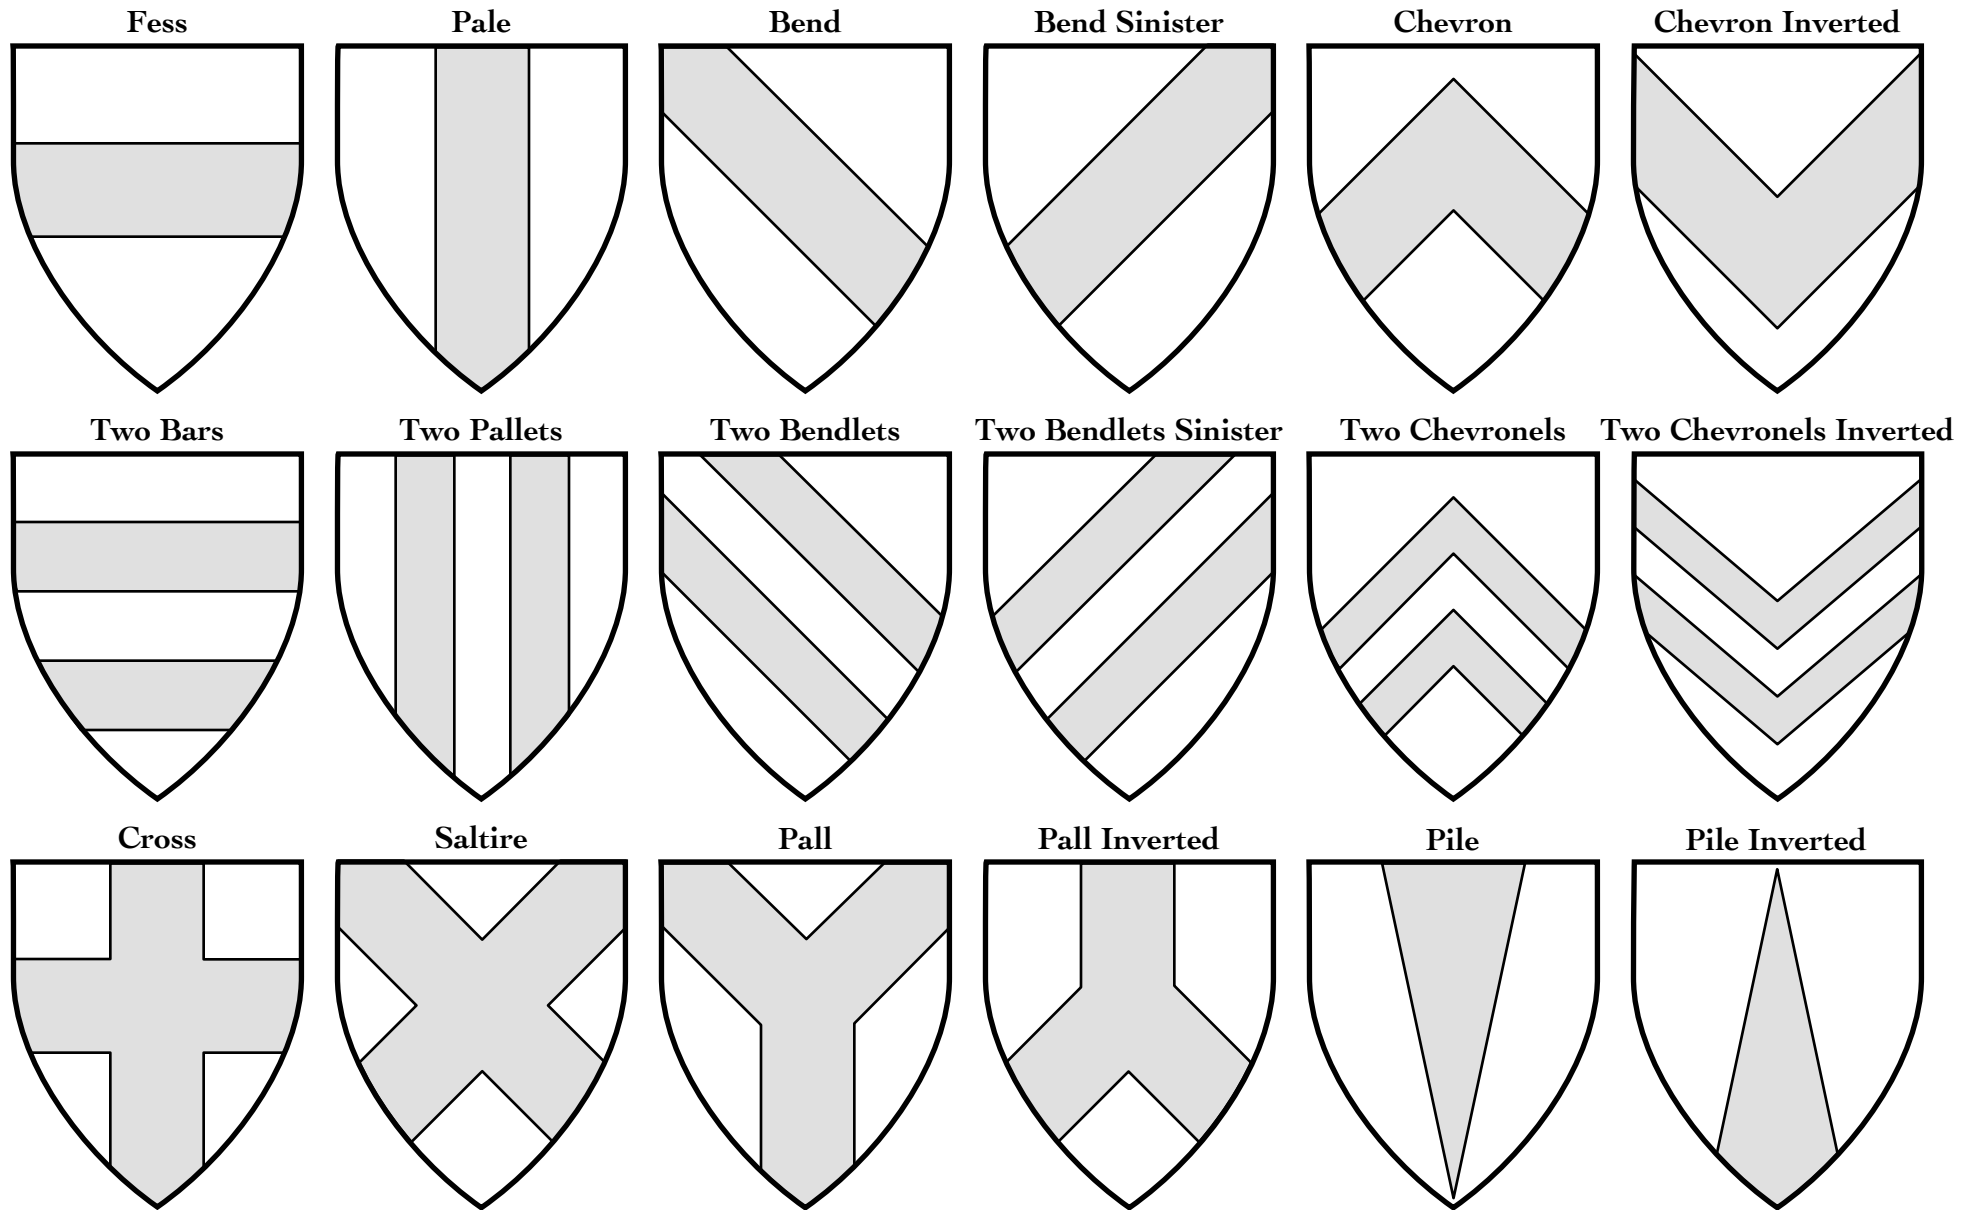 Fess Pale Bend Bend Sinister Chevron Chevron Inverted
Two Bars Two Pallets Two Bendlets Two Bendlets Sinister Two Chevronels Two Chevronels Inverted
Cross Saltire Pall Pall Inverted Pile Pile Inverted